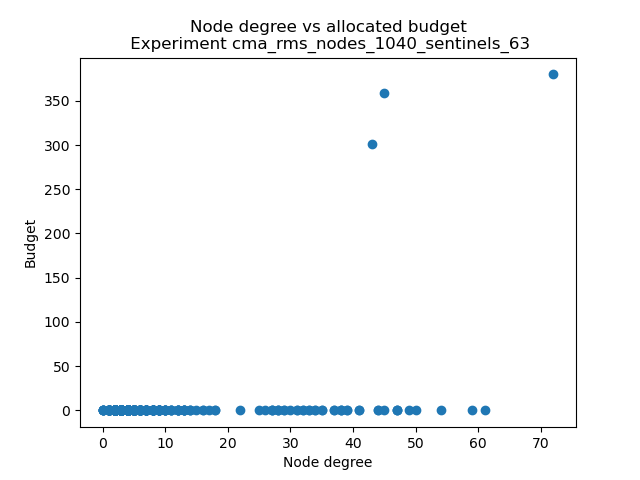 Node degree vs allocated budget
Experiment cma_rms_nodes_1040_sentinels_63
350
300
250
200
150
100
50
0
Budget
0 10 20 30 40 50 60 70
Node degree